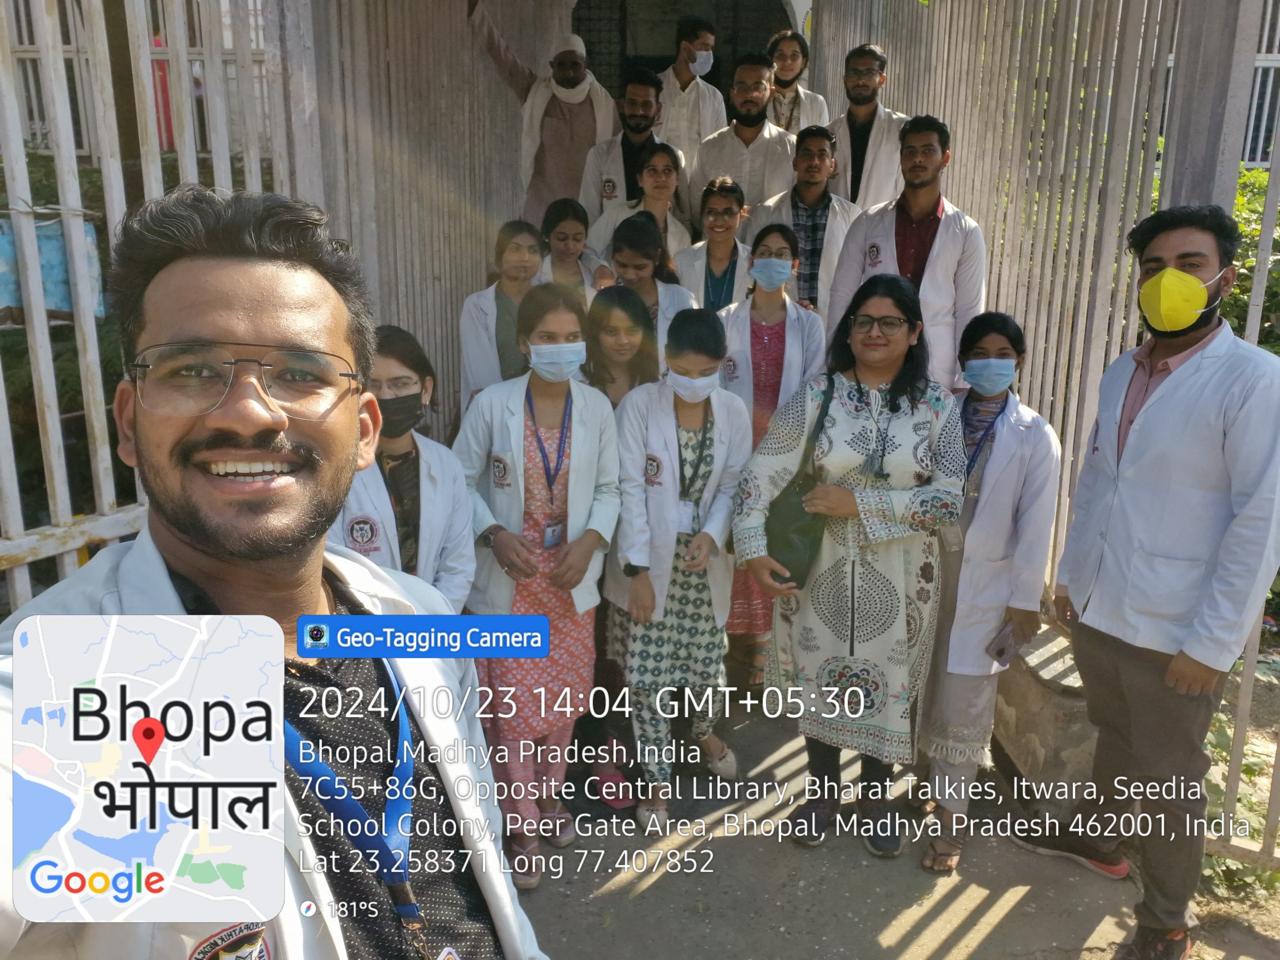 Geo-Tagging Camera
Bhopa
भोपाल
Google
2024/10/23 14:04 GMT+05:30
Bhopal,Madhya Pradesh,India
7C55+86G, Opposite Central Library, Bharat Talkies, Itwara, Seedia
School Colony, Peer Gate Area, Bhopal, Madhya Pradesh 462001, India
Lat 23.258371 Long 77.407852
181°S